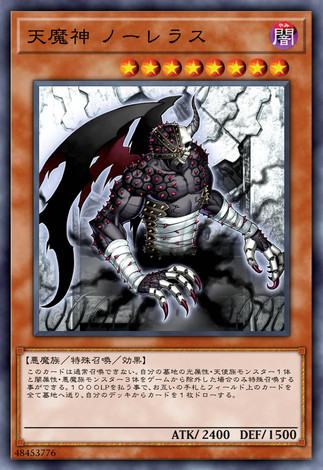 天魔神 ノーレラス
やみ
闇
【悪魔族／特殊召喚／効果】
このカードは通常召喚できない。自分の墓地の光属性・天使族モンスター１体
と闇属性・悪魔族モンスター３体をゲームから除外した場合のみ特殊召喚する
事ができる。１０００LPを払う事で、お互いの手札とフィールド上のカードを
全て墓地へ送り、自分のデッキからカードを１枚ドローする。
ATK/ 2400 DEF/1500
48453776